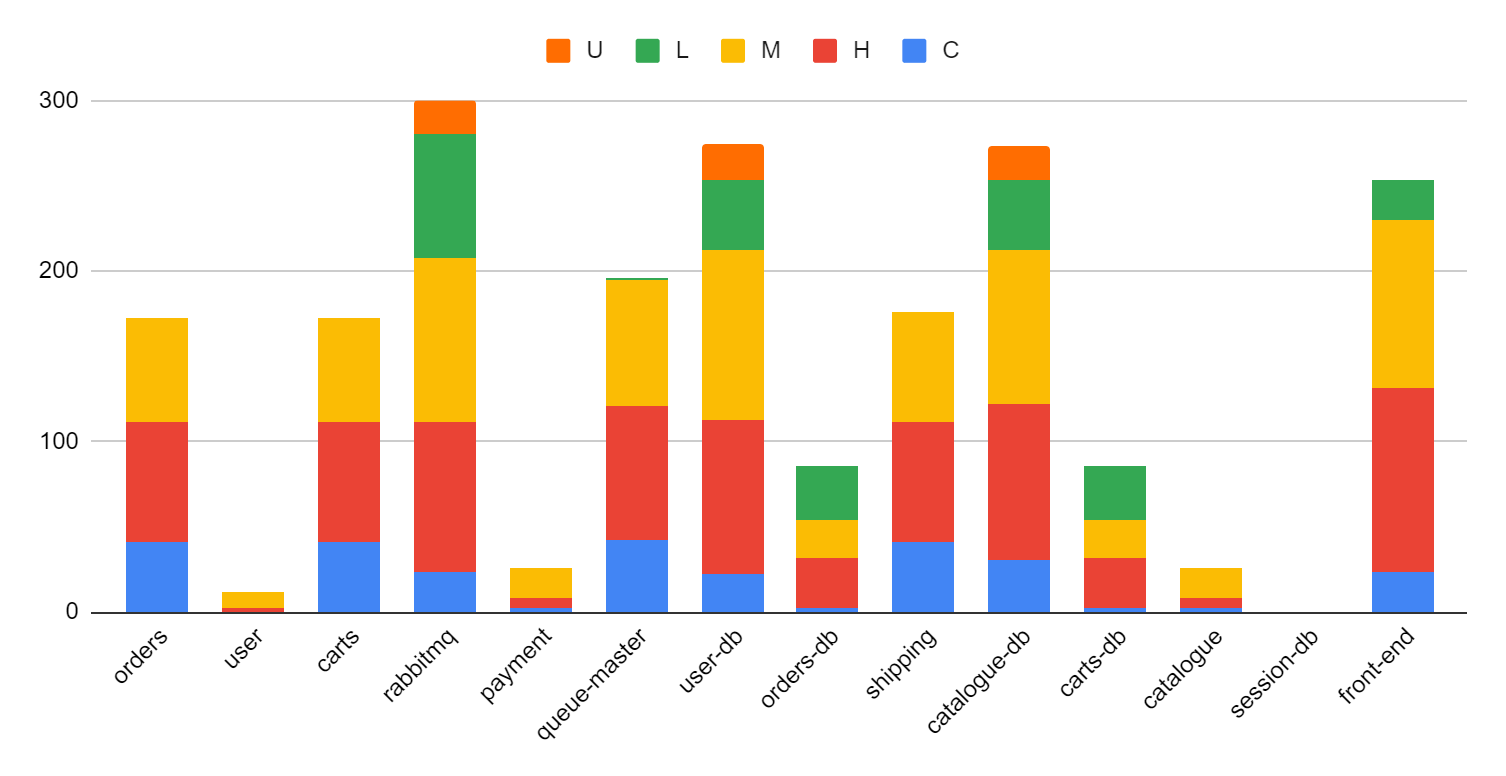 U L M H C
300
200
100
0
orders user carts rabbitmq payment queue-master user-db orders-db shipping catalogue-db carts-db catalogue session-db front-end